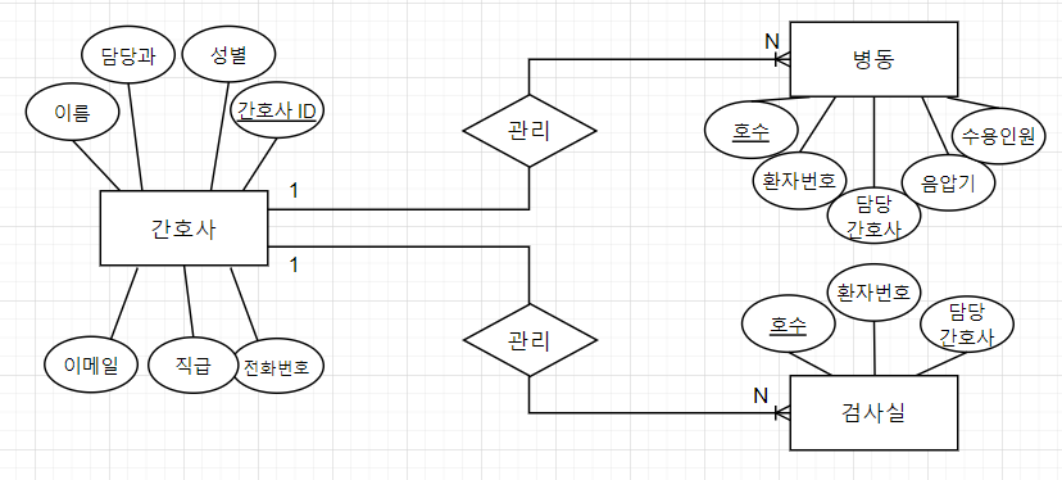 담당과
성별
이름
간호사 ID
간호사
1
1
이메일
직급
전화번호
관리
관리
N
병동
호수
환자번호
담당
간호사
음압기
수용인원
호수
환자번호
담당
간호사
N
검사실